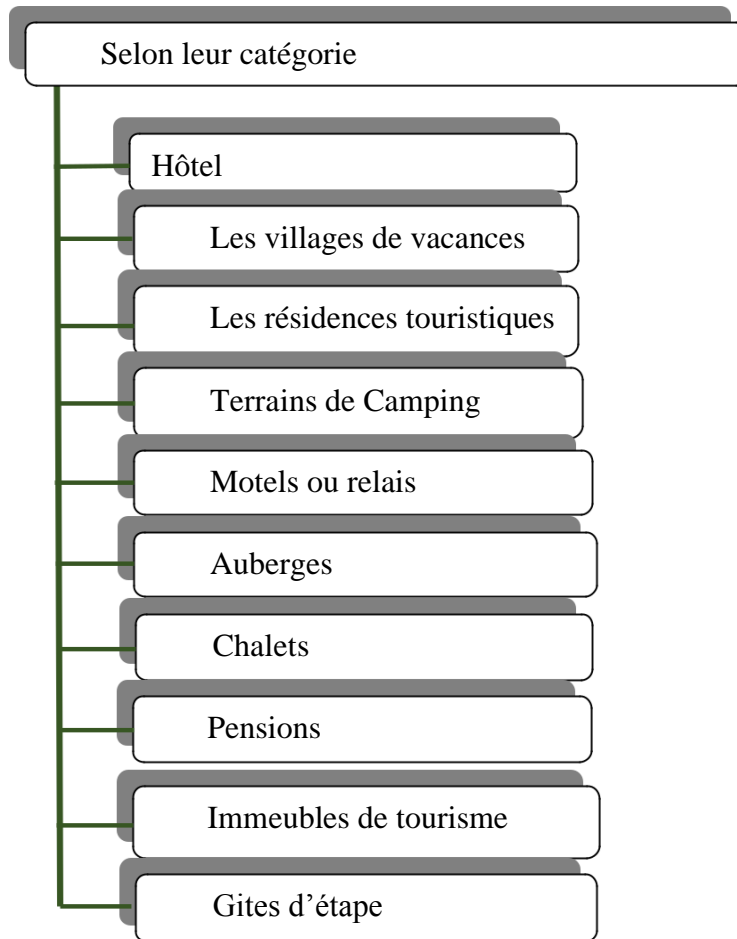 Selon leur catégorie
Hôtel
Les villages de vacances
Les résidences touristiques
Terrains de Camping
Motels ou relais
Auberges
Chalets
Pensions
Immeubles de tourisme
Gites d’étape